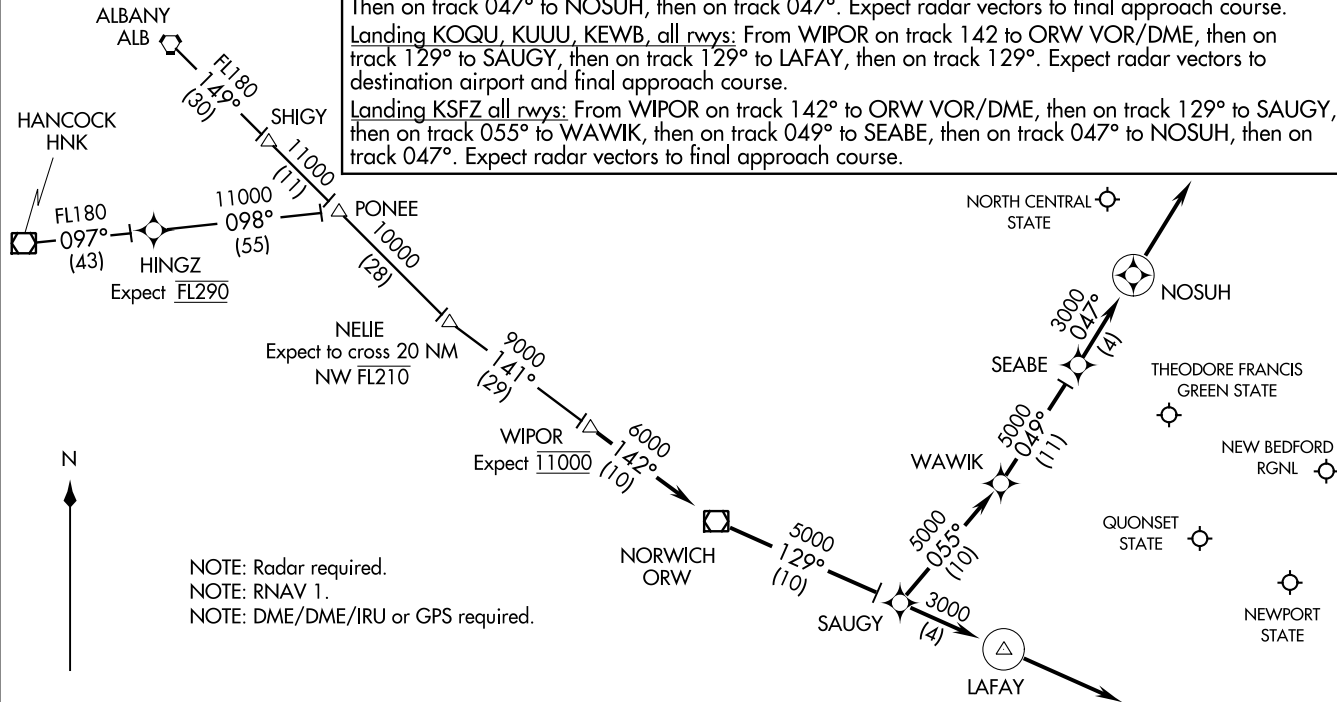 Then on track 047° to NOSUH, then on track 047°. Expect radar vectors to final approach course.
Landing KOQU, KUUU, KEWB, all rwys: From WIPOR on track 142 to ORW VOR/DME, then on
track 129° to SAUGY, then on track 129° to LAFAY, then on track 129°. Expect radar vectors to
destination airport and final approach course.
Landing KSFZ all rwys: From WIPOR on track 142° to ORW VOR/DME, then on track 129° to SAUGY,
then on track 055° to WAWIK, then on track 049° to SEABE, then on track 047° to NOSUH, then on
track 047°. Expect radar vectors to final approach course.
ALBANY
ALB
FL180
149°
(30)
SHIGY
11000
(11)
HANCOCK
HNK
FL180
097°
(43)
HINGZ
Expect FL290
11000
098°
(55)
PONEE
10000
(28)
NELIE
Expect to cross 20 NM
NW FL210
9000
141°
(29)
WIPOR
Expect 11000
6000
142°
(10)
NORWICH
ORW
5000
129°
(10)
SAUGY
3000
(4)
LAFAY
5000
055°
(10)
WAWIK
5000
049°
(11)
SEABE
3000
047°
(4)
NOSUH
NORTH CENTRAL
STATE
THEODORE FRANCIS
GREEN STATE
NEW BEDFORD
RGNL
QUONSET
STATE
NEWPORT
STATE
N
NOTE: Radar required.
NOTE: RNAV 1.
NOTE: DME/DME/IRU or GPS required.